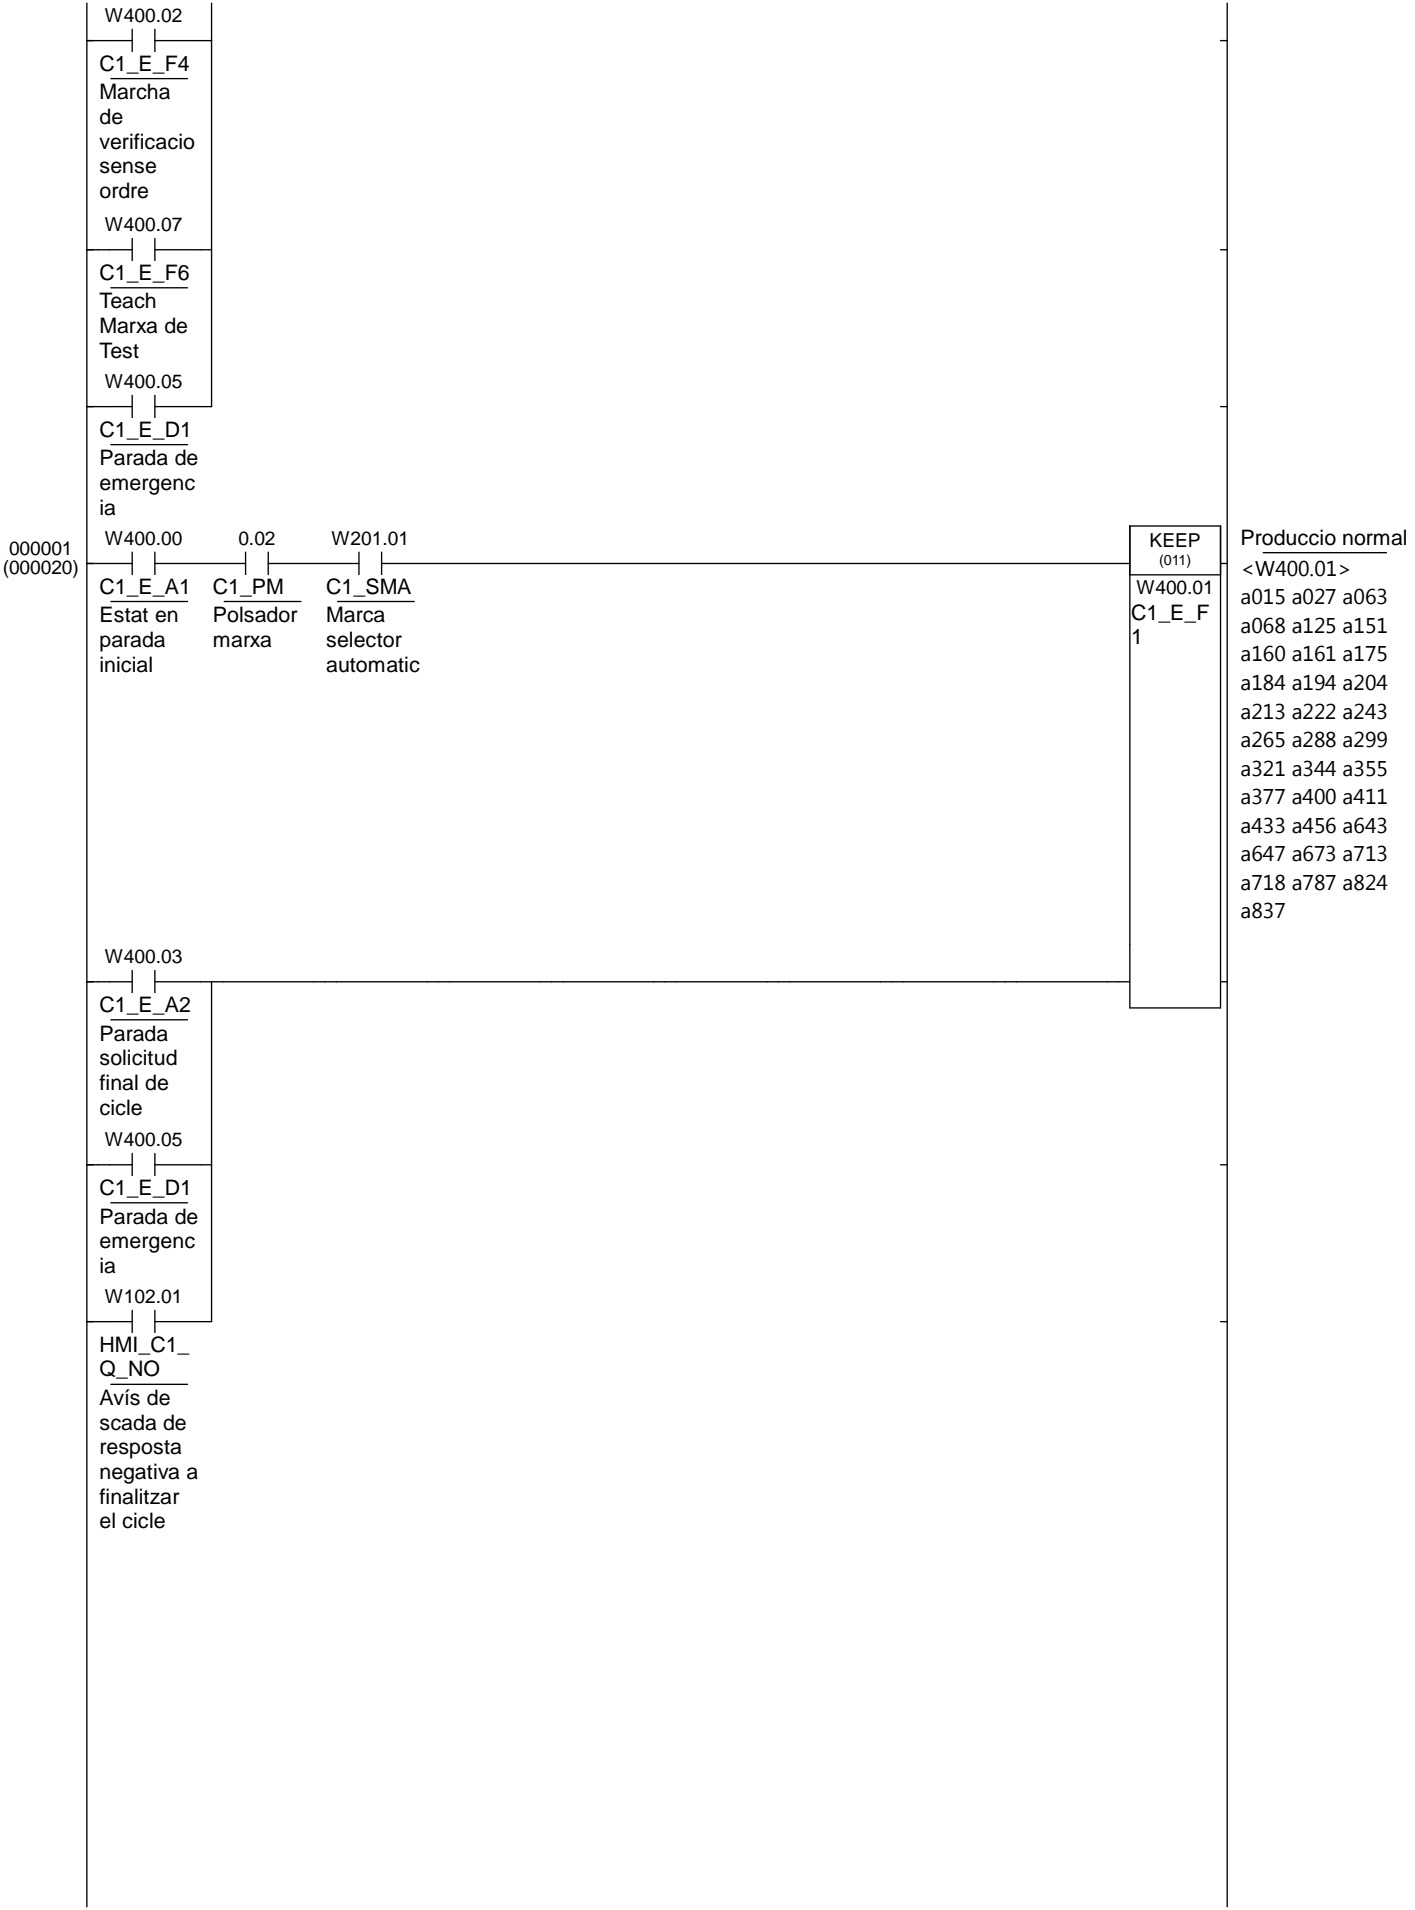 W400.02
C1_E_F4
Marcha
de
verificacio
sense
ordre
W400.07
C1_E_F6
Teach
Marxa de
Test
W400.05
C1_E_D1
Parada de
emergenc
ia
000001
(000020)
W400.00
C1_E_A1
Estat en
parada
inicial
0.02
C1_PM
Polsador
marxa
W201.01
C1_SMA
Marca
selector
automatic
KEEP
(011)
W400.01
C1_E_F
1
Produccio normal
<W400.01>
a015 a027 a063
a068 a125 a151
a160 a161 a175
a184 a194 a204
a213 a222 a243
a265 a288 a299
a321 a344 a355
a377 a400 a411
a433 a456 a643
a647 a673 a713
a718 a787 a824
a837
W400.03
C1_E_A2
Parada
solicitud
final de
cicle
W400.05
C1_E_D1
Parada de
emergenc
ia
W102.01
HMI_C1_
Q_NO
Avís de
scada de
resposta
negativa a
finalitzar
el cicle